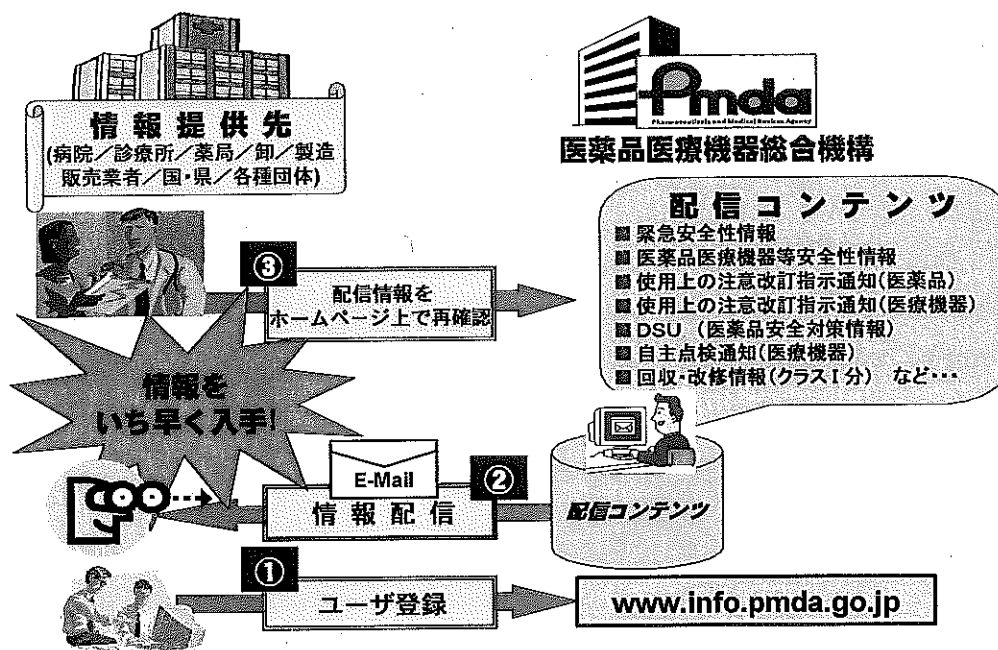 情報提供先
(病院／診療所／薬局／卸／製造
販売業者／国・県／各種団体)
Pmda
Pharmaceuticals and Medical Devices Agency
医薬品医療機器総合機構
配信コンテンツ
緊急安全性情報
医薬品医療機器等安全性情報
使用上の注意改訂指示通知(医薬品)
使用上の注意改訂指示通知(医療機器)
DSU （医薬品安全対策情報)
自主点検通知(医療機器)
回収・改修情報(クラスⅠ分) など・・・
③
配信情報を
ホームページ上で再確認
情報を
いち早く入手!
E-Mail
②
情報配信
配信コンテンツ
①
ユーザ登録
www.info.pmda.go.jp